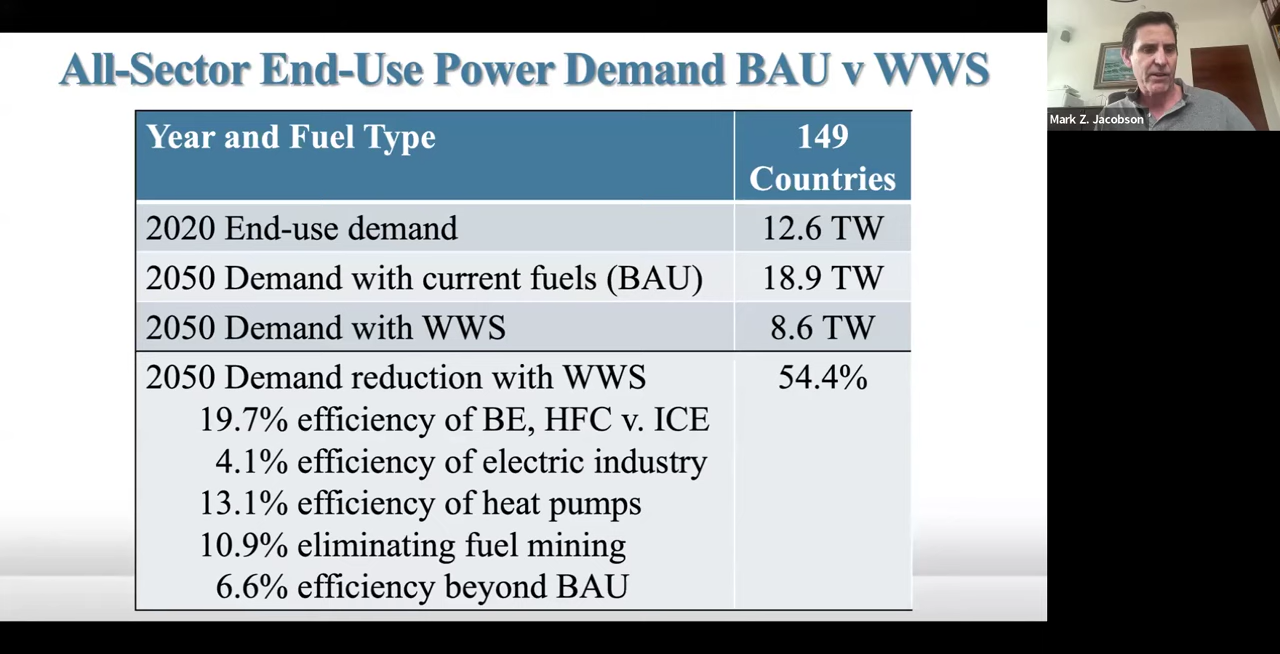 All-Sector End-Use Power Demand BAU v WWS
Mark Z. Jacobson
Year and Fuel Type
149
Countries
2020 End-use demand
12.6 TW
2050 Demand with current fuels (BAU)
18.9 TW
2050 Demand with WWS
8.6 TW
2050 Demand reduction with WWS
54.4%
19.7% efficiency of BE, HFC v. ICE
4.1% efficiency of electric industry
13.1% efficiency of heat pumps
10.9% eliminating fuel mining
6.6% efficiency beyond BAU